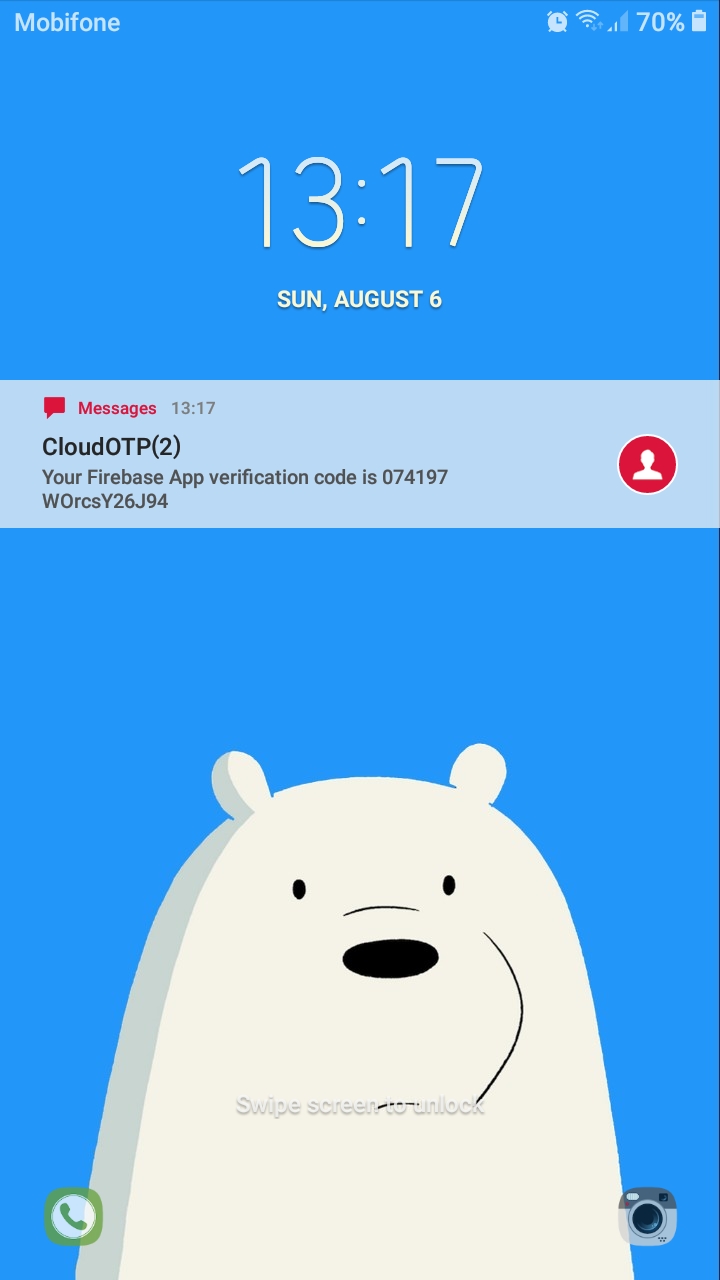 Mobifone 70%
13:17
SUN, AUGUST 6
Messages 13:17
CloudOTP(2)
Your Firebase App verification code is 074197
WOrcsY26J94
Swipe screen to unlock